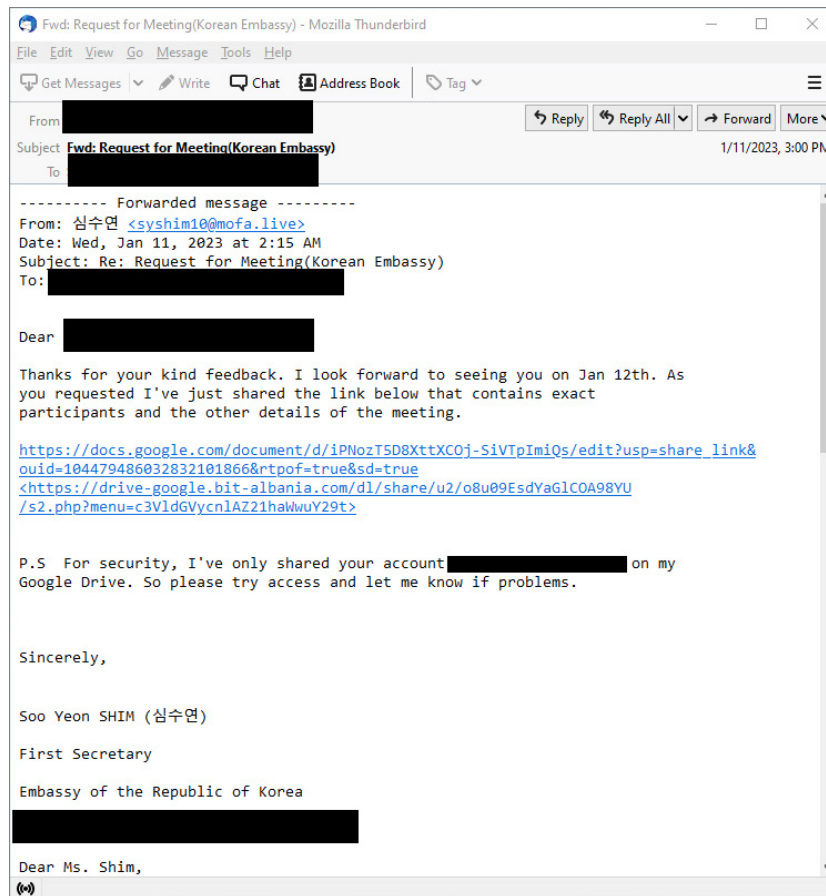 Fwd: Request for Meeting(Korean Embassy) - Mozilla Thunderbird
File Edit View Go Message Tools Help
Get Messages Write Chat Address Book Tag
From Reply Reply All Forward More
Subject Fwd: Request for Meeting(Korean Embassy) 1/11/2023, 3:00 PM
To
---------- Forwarded message ---------
From: 심수연 <syshim10@mofa.live>
Date: Wed, Jan 11, 2023 at 2:15 AM
Subject: Re: Request for Meeting(Korean Embassy)
To:
Dear
Thanks for your kind feedback. I look forward to seeing you on Jan 12th. As
you requested I've just shared the link below that contains exact
participants and the other details of the meeting.
https://docs.google.com/document/d/iPNozT5D8XttXCOj-SiVTpImiQs/edit?usp=share_link&
ouid=104479486032832101866&rtpof=true&sd=true
<https://drive-google.bit-albania.com/dl/share/u2/o8u09EsdYaGlCOA98YU
/s2.php?menu=c3VldGVycnlAZ21haWwuY29t>
P.S For security, I've only shared your account on my
Google Drive. So please try access and let me know if problems.
Sincerely,
Soo Yeon SHIM (심수연)
First Secretary
Embassy of the Republic of Korea
Dear Ms. Shim,